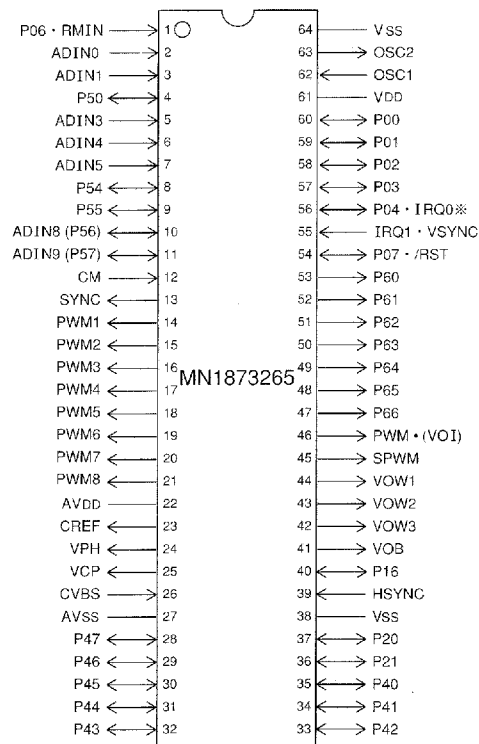 P06・RMIN 1 64 VSS
ADIN0 2 63 OSC2
ADIN1 3 62 OSC1
P50 4 61 VDD
ADIN3 5 60 P00
ADIN4 6 59 P01
ADIN5 7 58 P02
P54 8 57 P03
P55 9 56 P04・IRQ0※
ADIN8 (P56) 10 55 IRQ1・VSYNC
ADIN9 (P57) 11 54 P07・/RST
CM 12 53 P60
SYNC 13 52 P61
PWM1 14 51 P62
PWM2 15 50 P63
PWM3 16 49 P64
MN1873265
PWM4 17 48 P65
PWM5 18 47 P66
PWM6 19 46 PWM・(VOI)
PWM7 20 45 SPWM
PWM8 21 44 VOW1
AVDD 22 43 VOW2
CREF 23 42 VOW3
VPH 24 41 VOB
VCP 25 40 P16
CVBS 26 39 HSYNC
AVSS 27 38 VSS
P47 28 37 P20
P46 29 36 P21
P45 30 35 P40
P44 31 34 P41
P43 32 33 P42